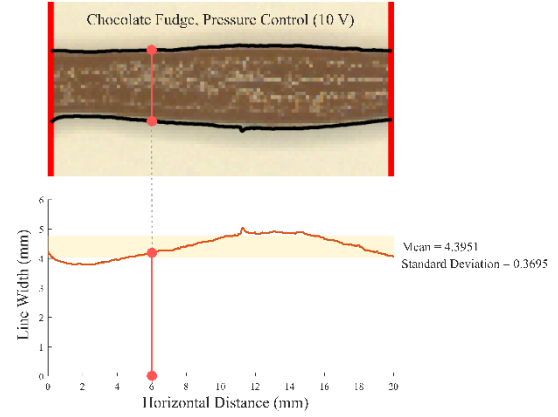 Chocolate Fudge, Pressure Control (10 V)
6
5
4
3
2
1
0
Line Width (mm)
Mean = 4.3951
Standard Deviation = 0.3695
0 2 4 6 8 10 12 14 16 18 20
Horizontal Distance (mm)